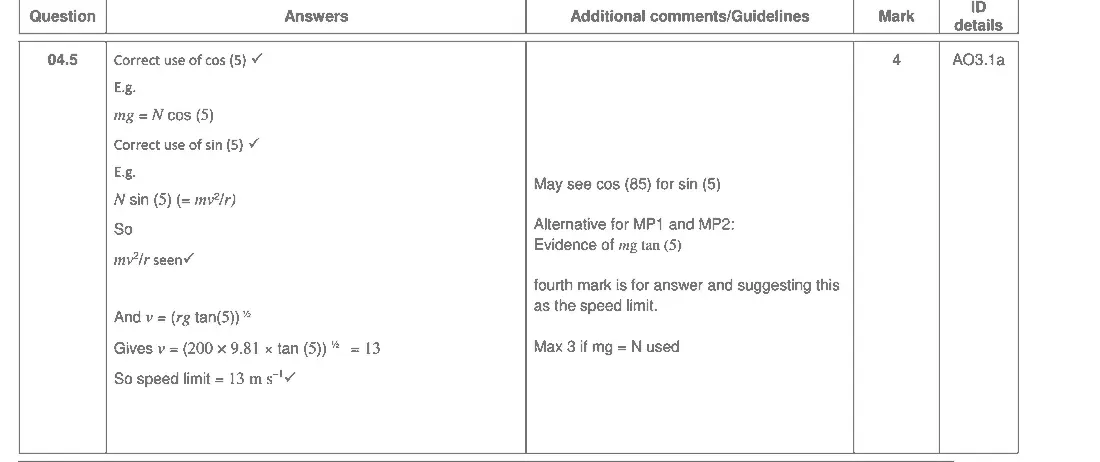 Question Answers Additional comments/Guidelines Mark ID details
04.5 Correct use of cos (5) ✓ 4 AO3.1a
E.g.
mg = N cos (5)
Correct use of sin (5) ✓
E.g.
N sin (5) (= mv²/r)
So
mv²/r seen✓
And v = (rg tan(5)) ½
Gives v = (200 × 9.81 × tan (5)) ½ = 13
So speed limit = 13 m s⁻¹✓
May see cos (85) for sin (5)
Alternative for MP1 and MP2:
Evidence of mg tan (5)
fourth mark is for answer and suggesting this
as the speed limit.
Max 3 if mg = N used